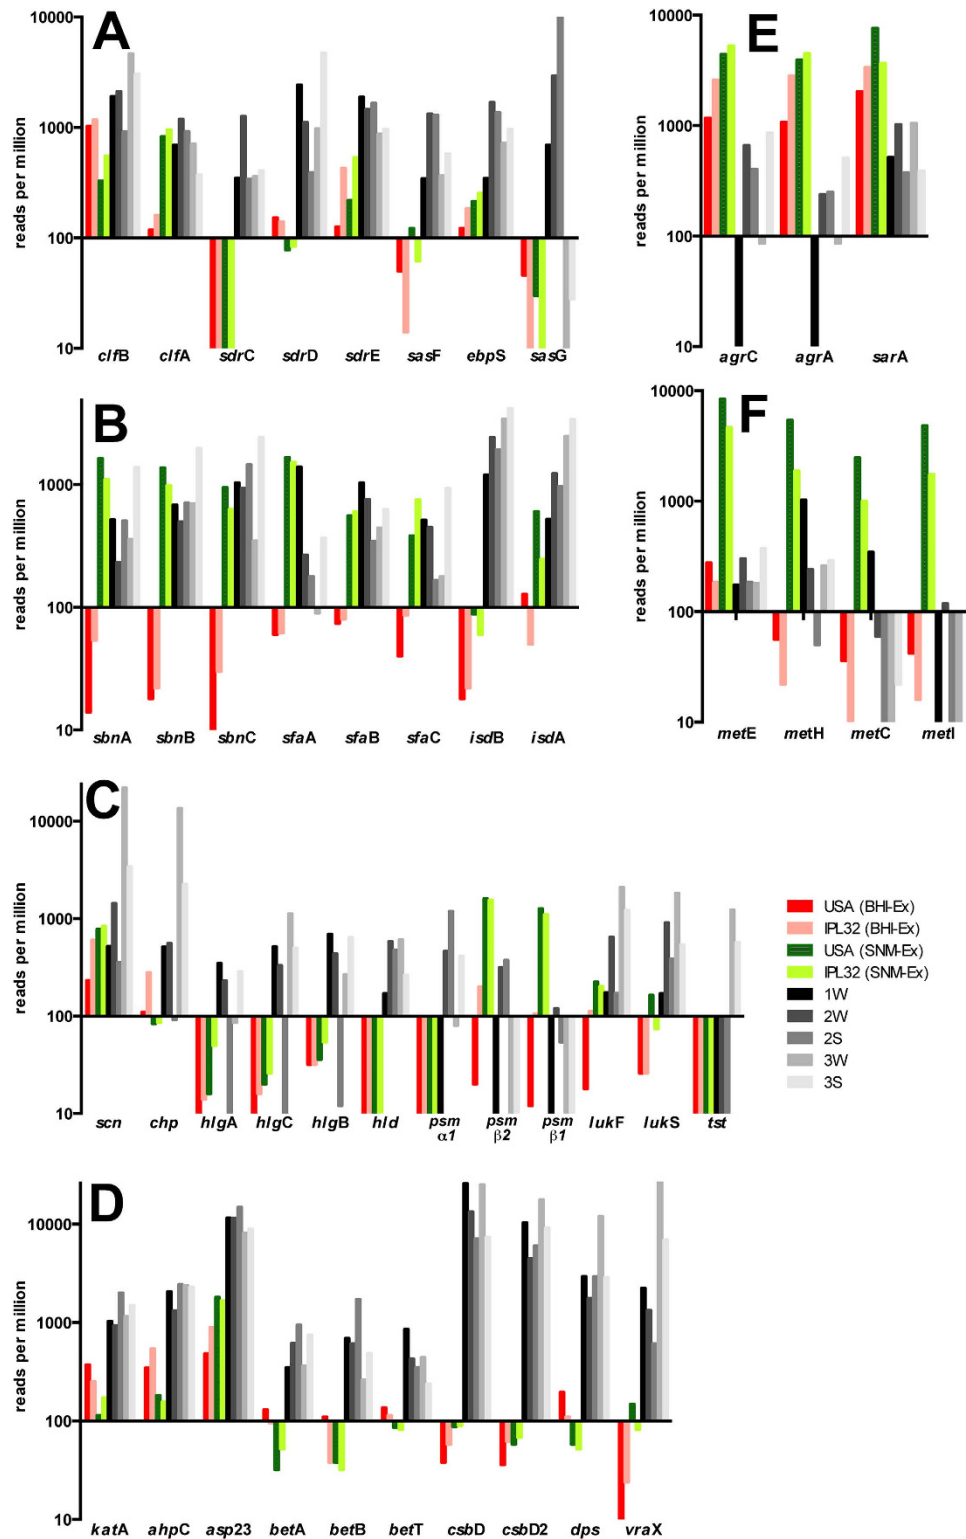 A
10000
1000
100
10
reads per million
clfB clfA sdrC sdrD sdrE sasF ebpS sasG
E
10000
1000
100
10
reads per million
agrC agrA sarA
B
1000
100
10
reads per million
sbnA sbnB sbnC sfaA sfaB sfaC isdB isdA
F
10000
1000
100
10
reads per million
metE metH metC metI
C
10000
1000
100
10
reads per million
scn chp hlgA hlgC hlgB hld psm psm psm lukF lukS tst
α1 β2 β1
USA (BHI-Ex)
IPL32 (BHI-Ex)
USA (SNM-Ex)
IPL32 (SNM-Ex)
1W
2W
2S
3W
3S
D
10000
1000
100
10
reads per million
katA ahpC asp23 betA betB betT csbD csbD2 dps vraX